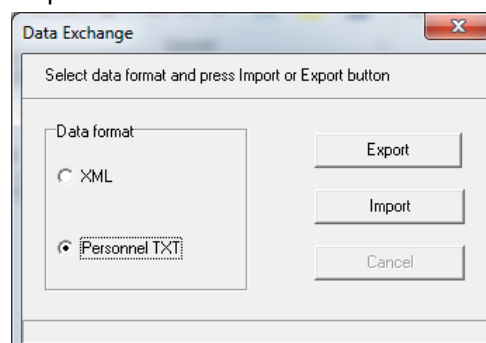 Data Exchange
Select data format and press Import or Export button
Data format
XML
Personnel TXT
Export
Import
Cancel